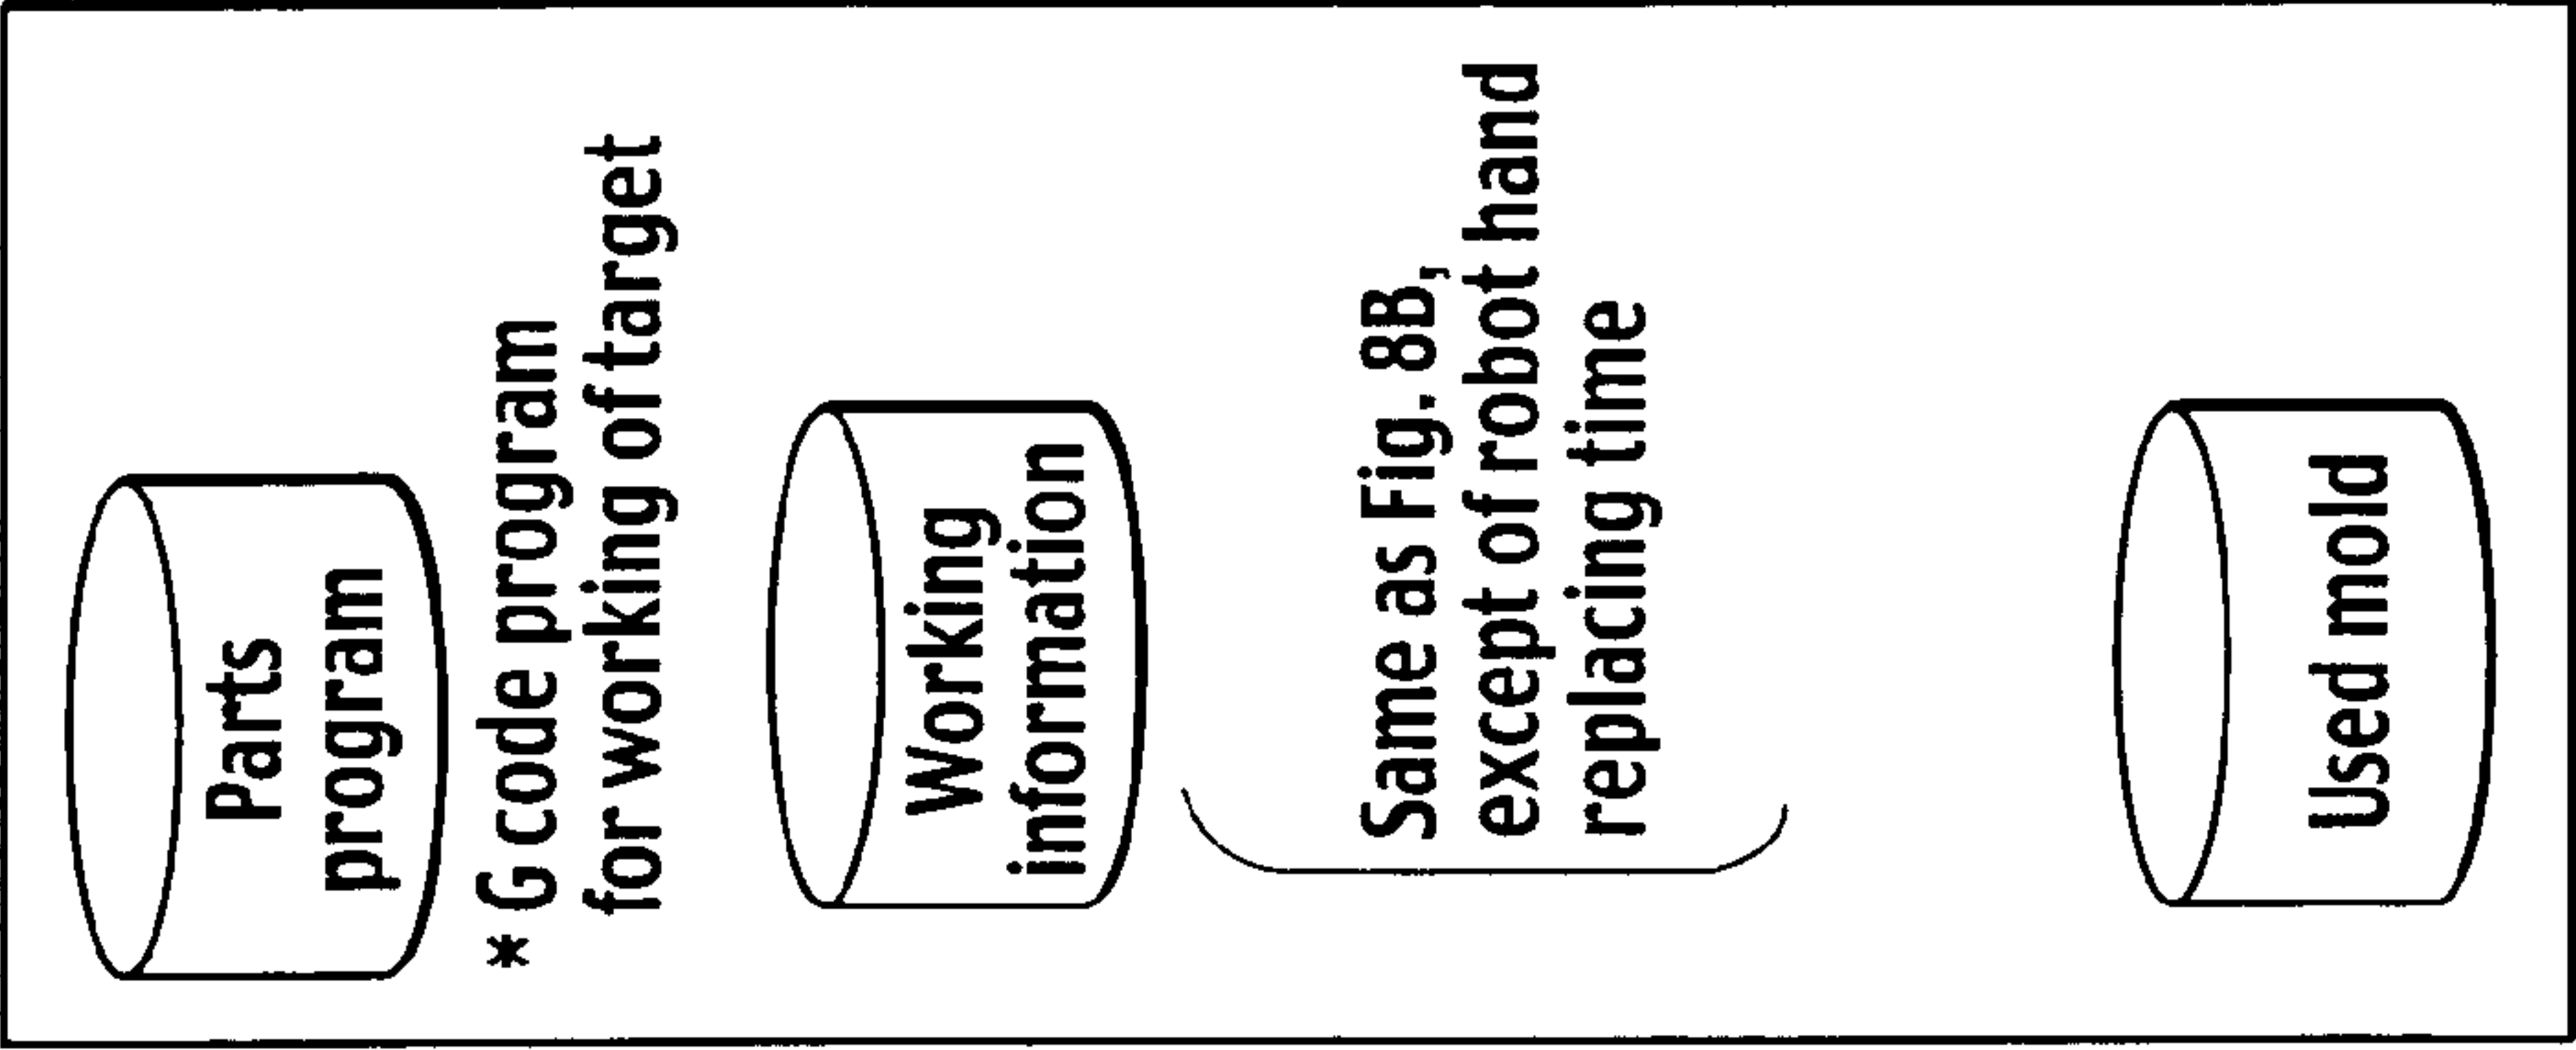 Parts
program
* G code program
for working of target
Working
information
Same as Fig. 8B,
except of robot hand
replacing time
Used mold